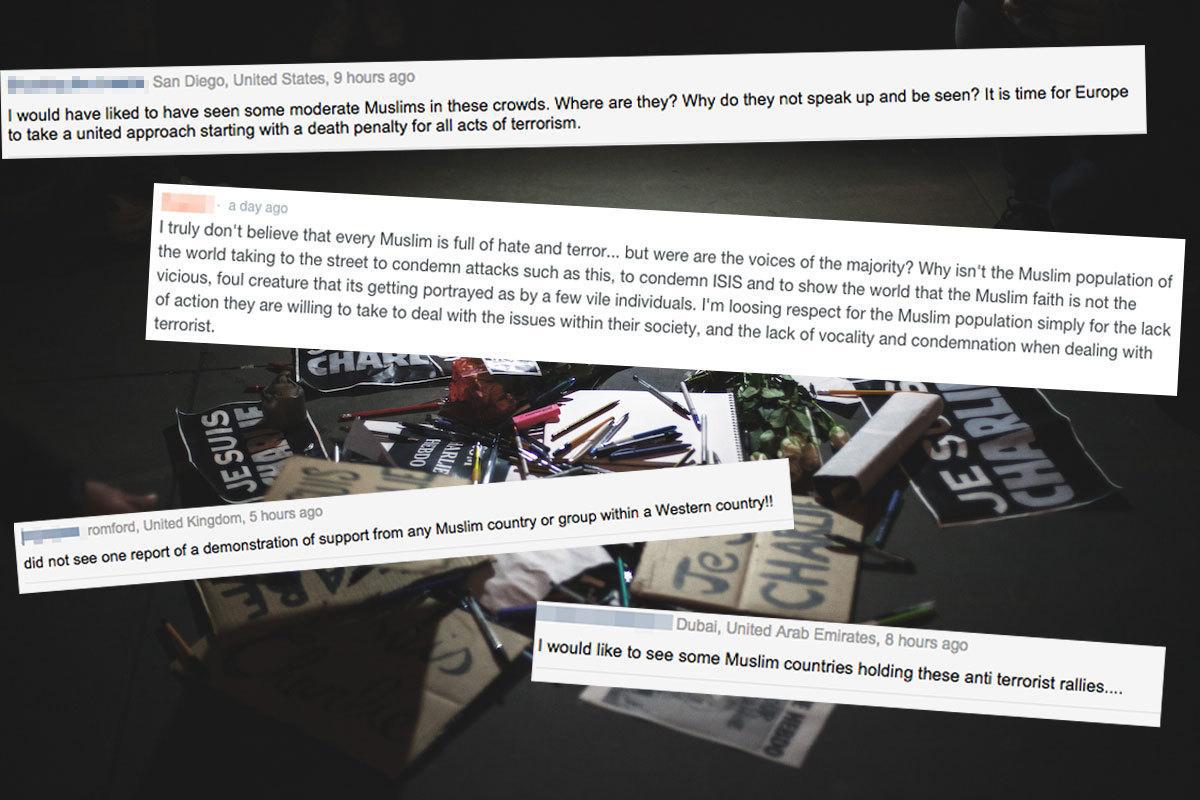 San Diego, United States, 9 hours ago
I would have liked to have seen some moderate Muslims in these crowds. Where are they? Why do they not speak up and be seen? It is time for Europe
to take a united approach starting with a death penalty for all acts of terrorism.
· a day ago
I truly don't believe that every Muslim is full of hate and terror... but were are the voices of the majority? Why isn't the Muslim population of
the world taking to the street to condemn attacks such as this, to condemn ISIS and to show the world that the Muslim faith is not the
vicious, foul creature that its getting portrayed as by a few vile individuals. I'm loosing respect for the Muslim population simply for the lack
of action they are willing to take to deal with the issues within their society, and the lack of vocality and condemnation when dealing with
terrorist.
CHARL
JE SUIS
CHARLIE
HEBDO
JE SU
CHARLI
romford, United Kingdom, 5 hours ago
did not see one report of a demonstration of support from any Muslim country or group within a Western country!!
Je
CHAR
Dubai, United Arab Emirates, 8 hours ago
I would like to see some Muslim countries holding these anti terrorist rallies....